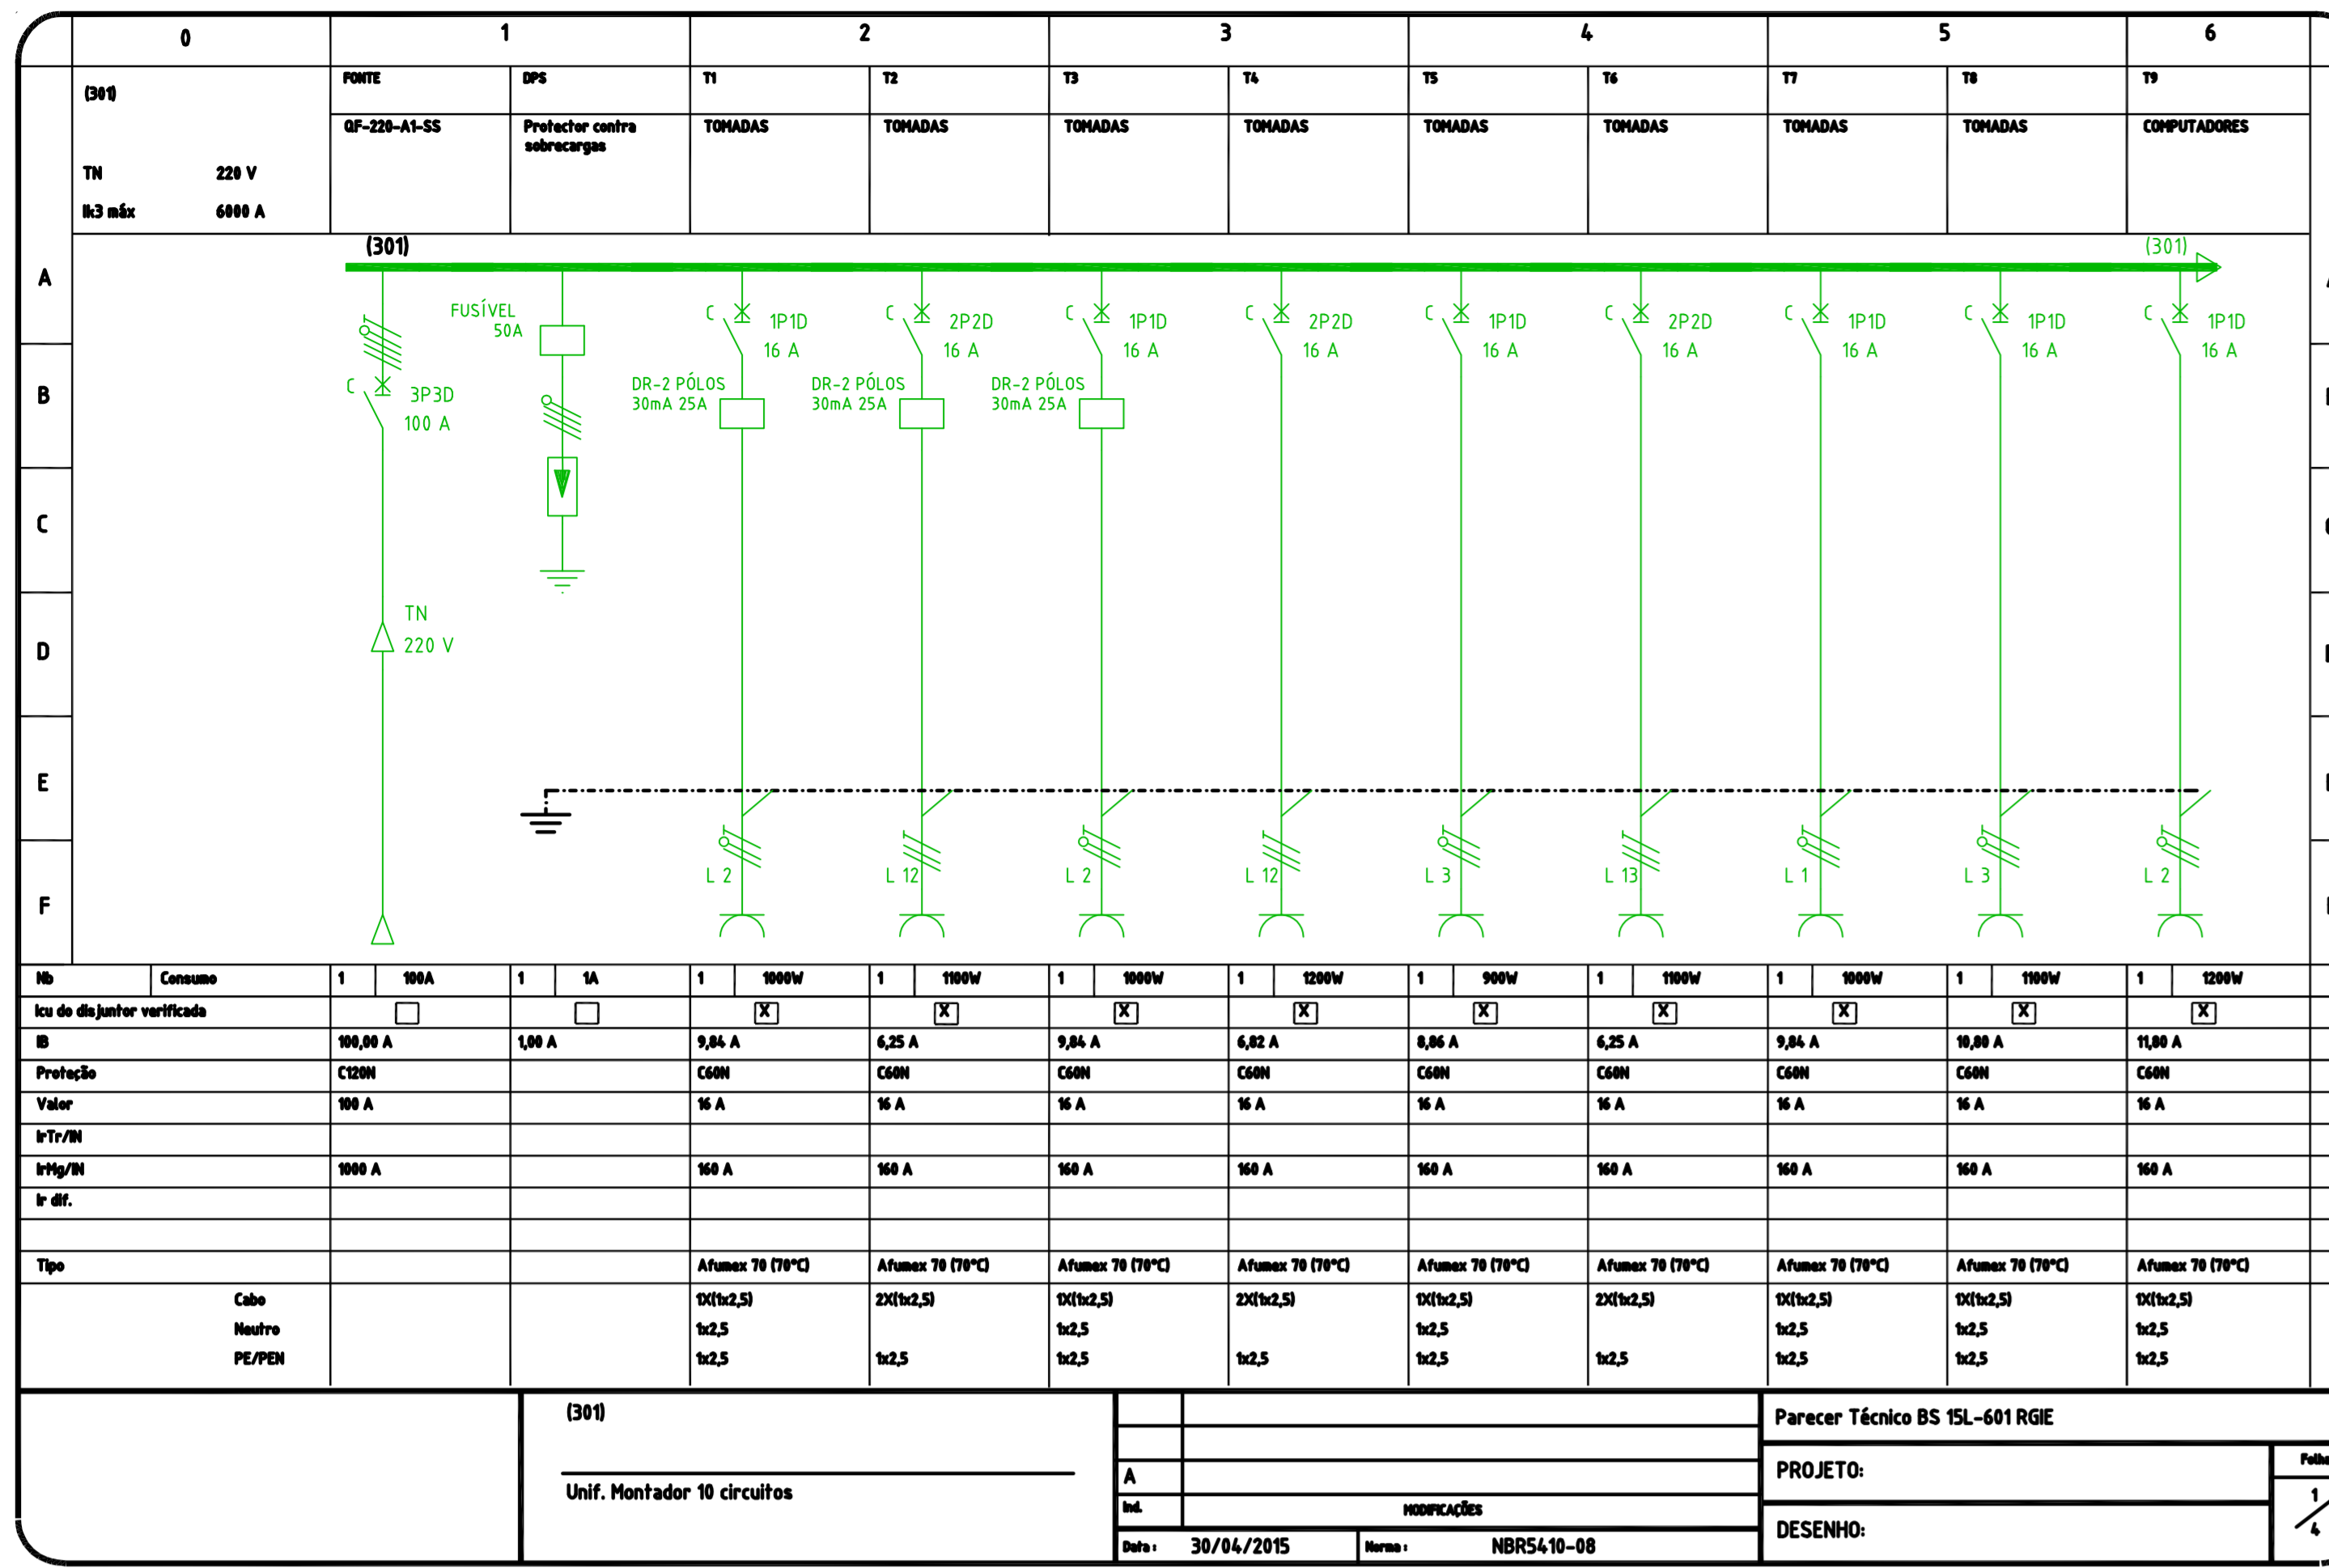 0 1 2 3 4 5 6
(301) FONTE DPS T1 T2 T3 T4 T5 T6 T7 T8 T9
QF-220-A1-SS Protector contra TOMADAS TOMADAS TOMADAS TOMADAS TOMADAS TOMADAS TOMADAS TOMADAS COMPUTADORES
sobrecargas
TN 220 V
Ik3 máx 6000 A
(301) (301)
A
FUSÍVEL
50A
C 1P1D C 2P2D C 1P1D C 2P2D C 1P1D C 2P2D C 1P1D C 1P1D C 1P1D
16 A 16 A 16 A 16 A 16 A 16 A 16 A 16 A 16 A
B
C 3P3D
100 A
DR-2 PÓLOS DR-2 PÓLOS DR-2 PÓLOS
30mA 25A 30mA 25A 30mA 25A
C
TN
D 220 V
E
L 2 L 12 L 2 L 12 L 3 L 13 L 1 L 3 L 2
F
Nb Consumo 1 100A 1 1A 1 1000W 1 1100W 1 1000W 1 1200W 1 900W 1 1100W 1 1000W 1 1100W 1 1200W
Icu do disjuntor verificada X X X X X X X X X
IB 100,00 A 1,00 A 9,84 A 6,25 A 9,84 A 6,82 A 8,86 A 6,25 A 9,84 A 10,80 A 11,80 A
Proteção C120N C60N C60N C60N C60N C60N C60N C60N C60N C60N
Valor 100 A 16 A 16 A 16 A 16 A 16 A 16 A 16 A 16 A 16 A
IrTr/IN
IrMg/IN 1000 A 160 A 160 A 160 A 160 A 160 A 160 A 160 A 160 A 160 A
Ir dif.
Tipo Afumex 70 (70°C) Afumex 70 (70°C) Afumex 70 (70°C) Afumex 70 (70°C) Afumex 70 (70°C) Afumex 70 (70°C) Afumex 70 (70°C) Afumex 70 (70°C) Afumex 70 (70°C)
Cabo 1X(1x2,5) 2X(1x2,5) 1X(1x2,5) 2X(1x2,5) 1X(1x2,5) 2X(1x2,5) 1X(1x2,5) 1X(1x2,5) 1X(1x2,5)
Neutro 1x2,5 1x2,5 1x2,5 1x2,5 1x2,5 1x2,5
PE/PEN 1x2,5 1x2,5 1x2,5 1x2,5 1x2,5 1x2,5 1x2,5 1x2,5 1x2,5
(301)
Unif. Montador 10 circuitos
A
Ind. MODIFICAÇÕES
Data : 30/04/2015 Norma : NBR5410-08
Parecer Técnico BS 15L-601 RGIE
PROJETO:
DESENHO:
Folha
1/4